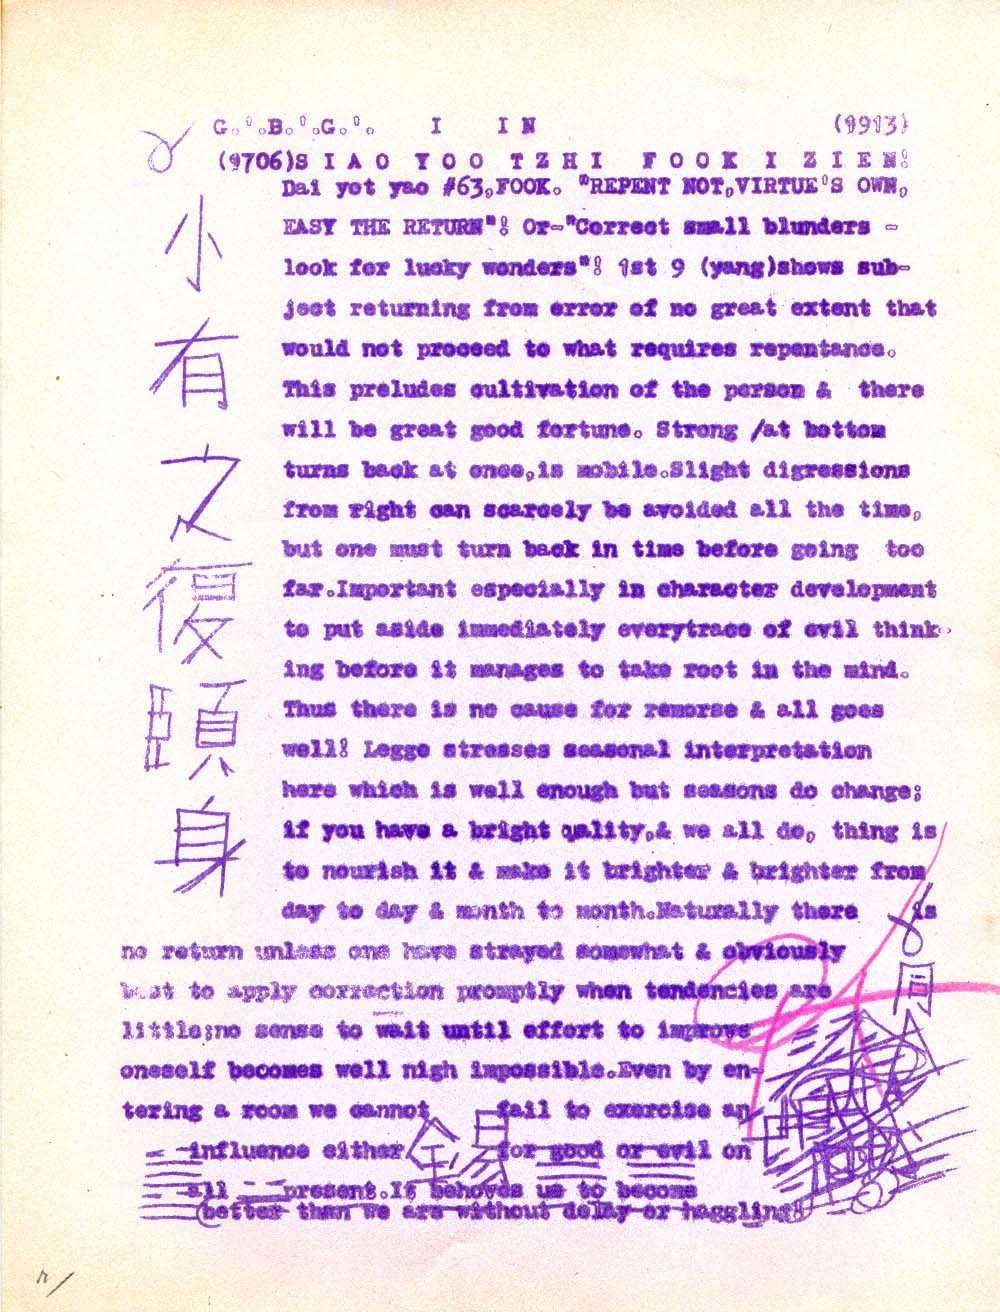 G.'.B.'.G.'. I I N (1913)
(1706)S I A O Y O O T Z H I F O O K I Z I E N!
Dai yot yao #63,FOOK. "REPENT NOT,VIRTUE'S OWN,
EASY THE RETURN"! Or-"Correct small blunders -
look for lucky wonders"! 1st 9 (yang)shows sub-
ject returning from error of no great extent that
would not proceed to what requires repentance.
This preludes cultivation of the person & there
will be great good fortune. Strong /at bottom
turns back at once,is mobile.Slight digressions
from right can scarcely be avoided all the time,
but one must turn back in time before going too
far.Important especially in character development
to put aside immediately everytrace of evil think-
ing before it manages to take root in the mind.
Thus there is no cause for remorse & all goes
well! Legge stresses seasonal interpretation
here which is well enough but seasons do change;
if you have a bright quality,& we all do, thing is
to nourish it & make it brighter & brighter from
day to day & month to month.Naturally there is
no return unless one have strayed somewhat & obviously
best to apply correction promptly when tendencies are
little;no sense to wait until effort to improve
oneself becomes well nigh impossible.Even by en-
tering a room we cannot fail to exercise an
influence either for good or evil on
all present.It behoves us to become
better than we are without delay or haggling!
小
有
之
復
頤
身